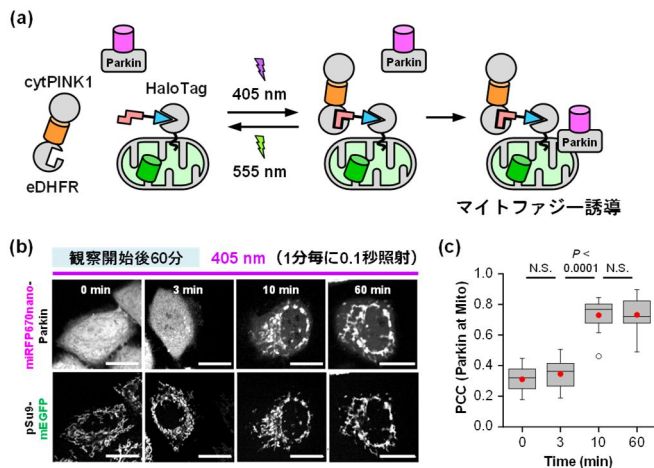 (a)
Parkin
cytPINK1
HaloTag
eDHFR
405 nm
555 nm
Parkin
Parkin
マイトファジー誘導
(b)
観察開始後60分 405 nm (1分毎に0.1秒照射)
miRFP670nano-
Parkin
0 min 3 min 10 min 60 min
pSu9-
mEGFP
(c)
N.S. P < 0.0001 N.S.
PCC (Parkin at Mito)
1.0
0.8
0.6
0.4
0.2
0.0
0 3 10 60
Time (min)